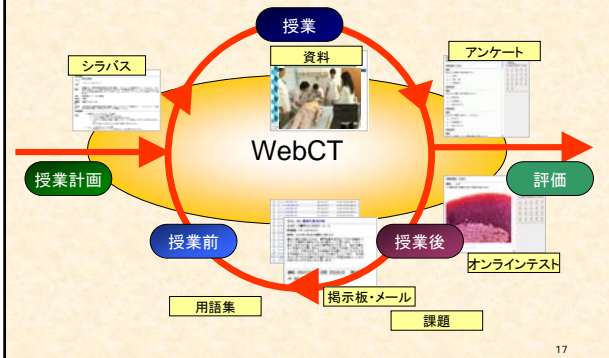 授業
シラバス
資料
アンケート
WebCT
授業計画
評価
授業前
授業後
オンラインテスト
掲示板・メール
用語集
課題
17